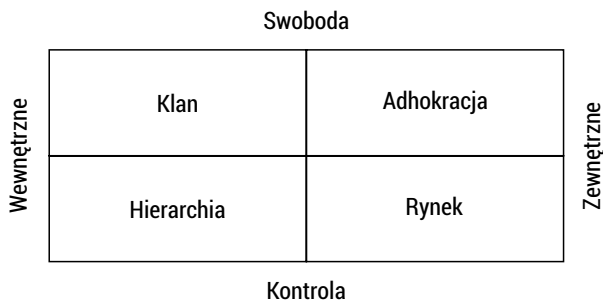 Swoboda
Wewnętrzne
Klan
Adhokracja
Zewnętrzne
Hierarchia
Rynek
Kontrola